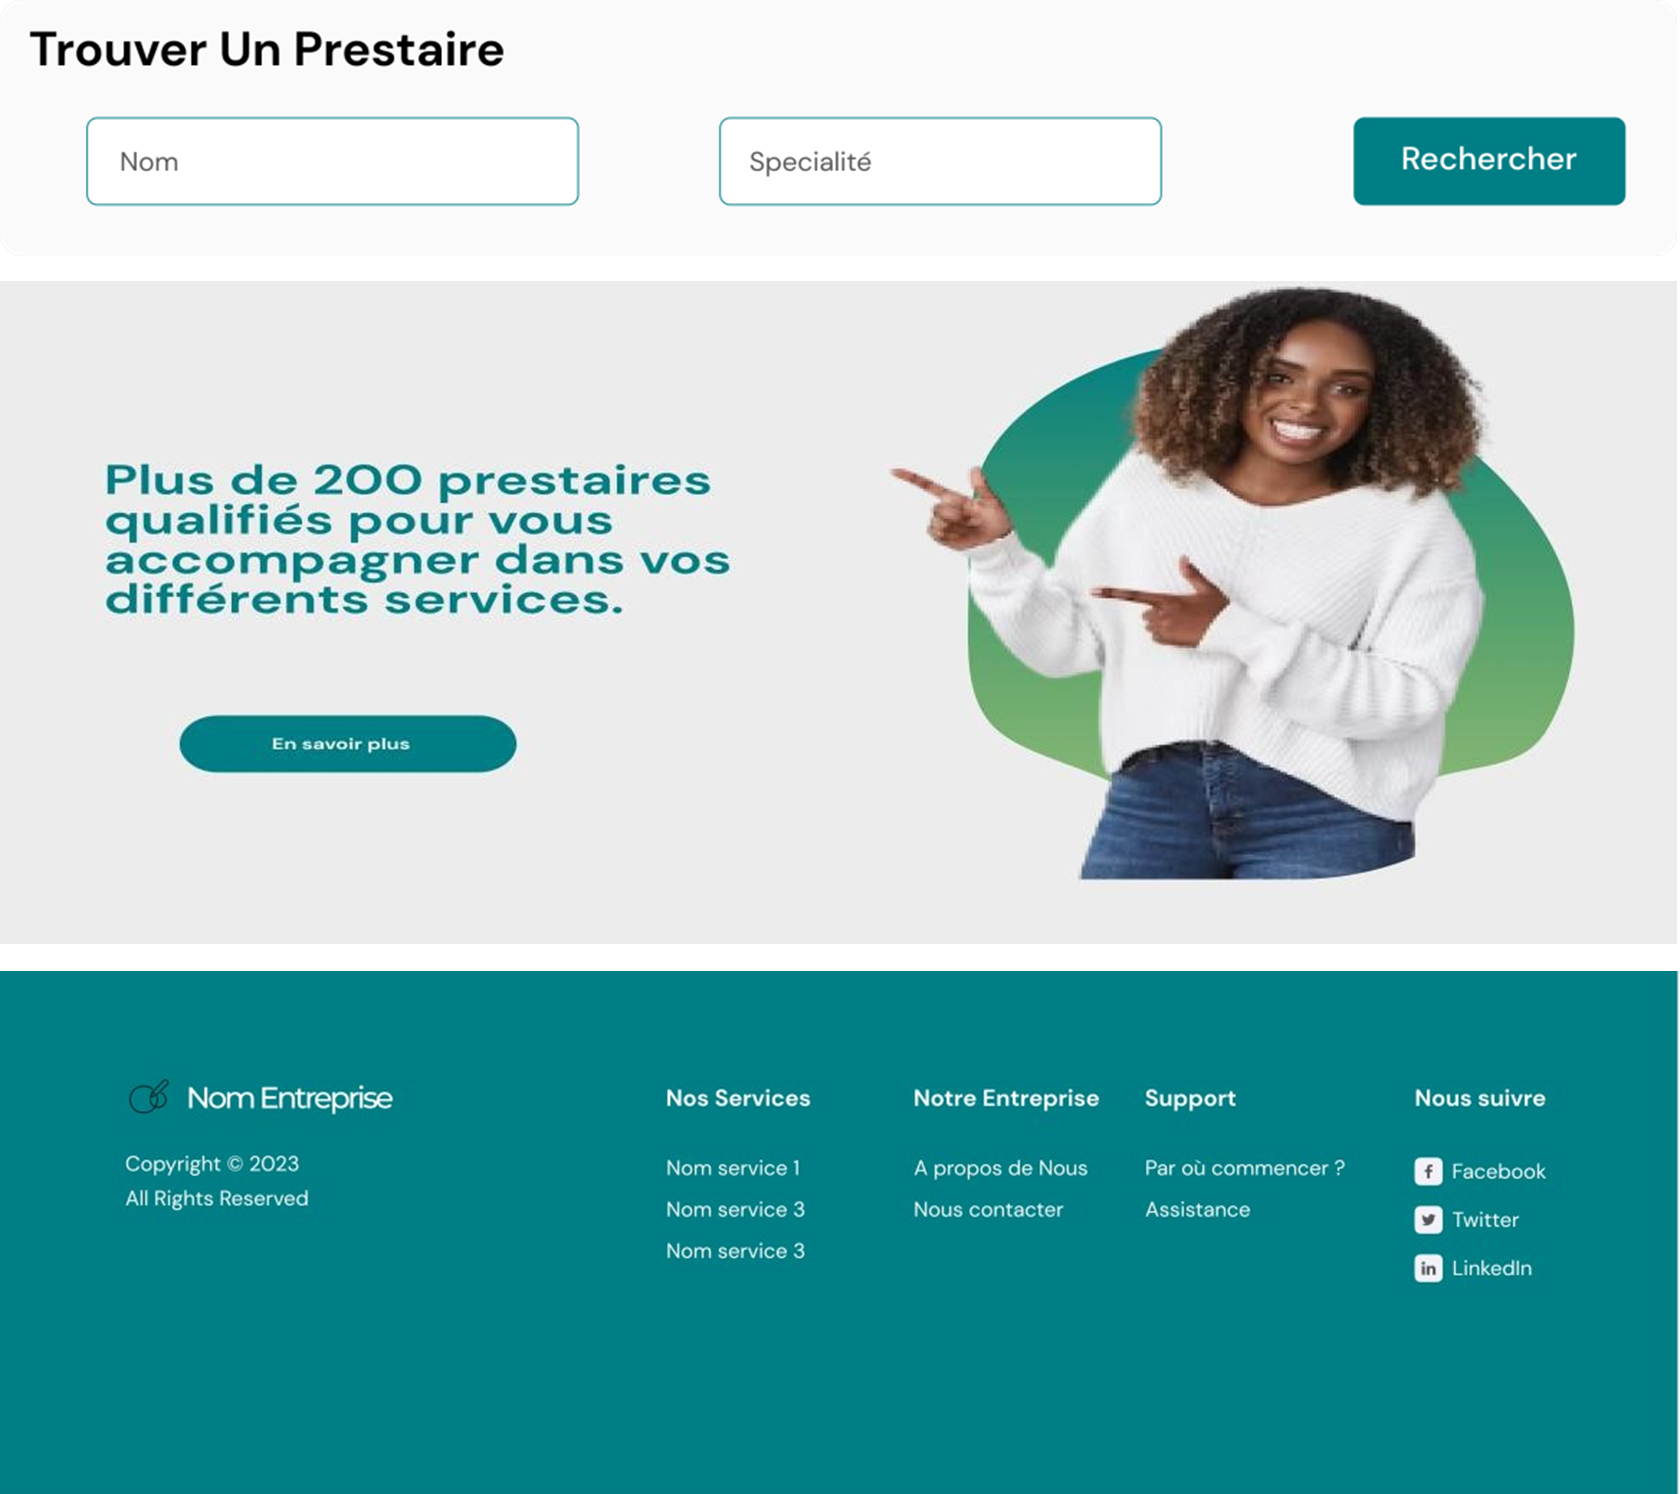 Trouver Un Prestaire
Nom
Specialité
Rechercher
Plus de 200 prestaires
qualifiés pour vous
accompagner dans vos
différents services.
En savoir plus
Nom Entreprise
Copyright © 2023
All Rights Reserved
Nos Services
Nom service 1
Nom service 3
Nom service 3
Notre Entreprise
A propos de Nous
Nous contacter
Support
Par où commencer ?
Assistance
Nous suivre
Facebook
Twitter
LinkedIn